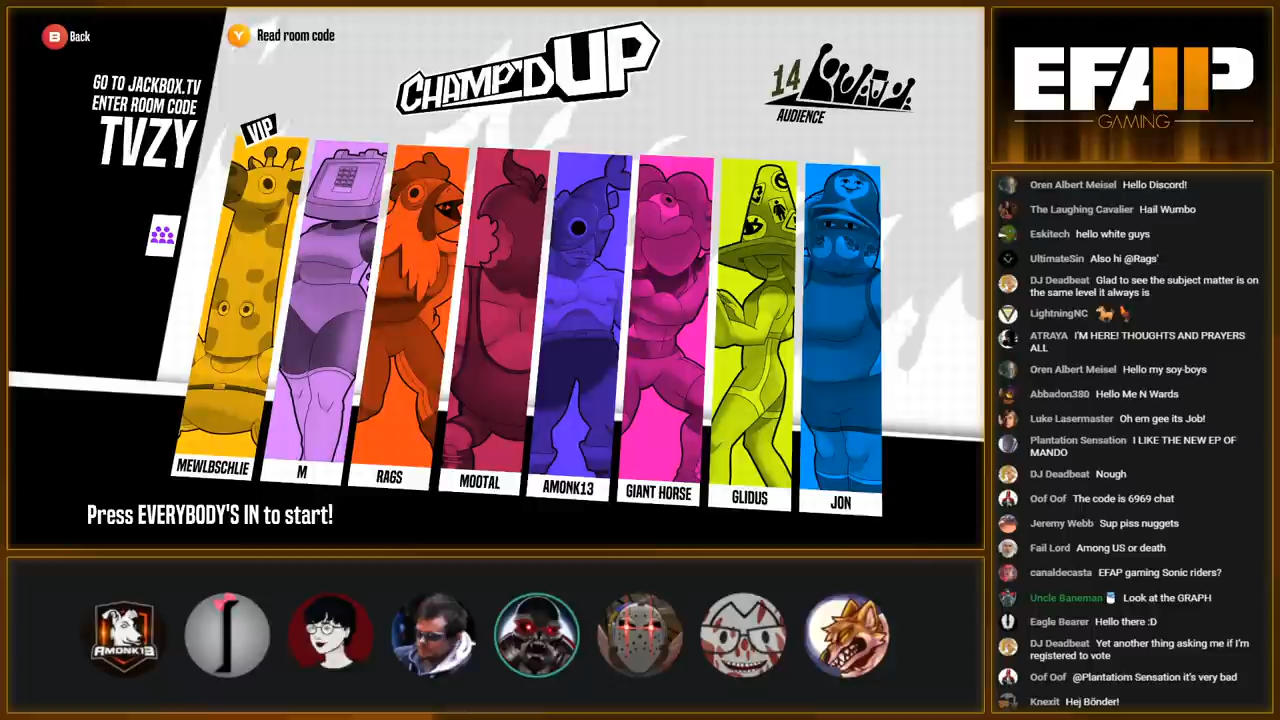 B Back
Y Read room code
GO TO JACKBOX.TV
ENTER ROOM CODE
TVZY
CHAMP'D UP
14
AUDIENCE
VIP
MEWLBSCHLIE
M
RAGS
MOOTAL
AMONK13
GIANT HORSE
GLIDUS
JON
Press EVERYBODY'S IN to start!
AMONK13
EFAP
GAMING
Oren Albert Meisel Hello Discord!
The Laughing Cavalier Hail Wumbo
Eskitech hello white guys
UltimateSin Also hi @Rags'
DJ Deadbeat Glad to see the subject matter is on
the same level it always is
LightningNC
ATRAYA I'M HERE! THOUGHTS AND PRAYERS
ALL
Oren Albert Meisel Hello my soy-boys
Abbadon380 Hello Me N Wards
Luke Lasermaster Oh em gee its Job!
Plantation Sensation I LIKE THE NEW EP OF
MANDO
DJ Deadbeat Nough
Oof Oof The code is 6969 chat
Jeremy Webb Sup piss nuggets
Fail Lord Among US or death
canaldecasta EFAP gaming Sonic riders?
Uncle Baneman Look at the GRAPH
Eagle Bearer Hello there :D
DJ Deadbeat Yet another thing asking me if I'm
registered to vote
Oof Oof @Plantatiom Sensation it's very bad
Knexit Hej Bönder!